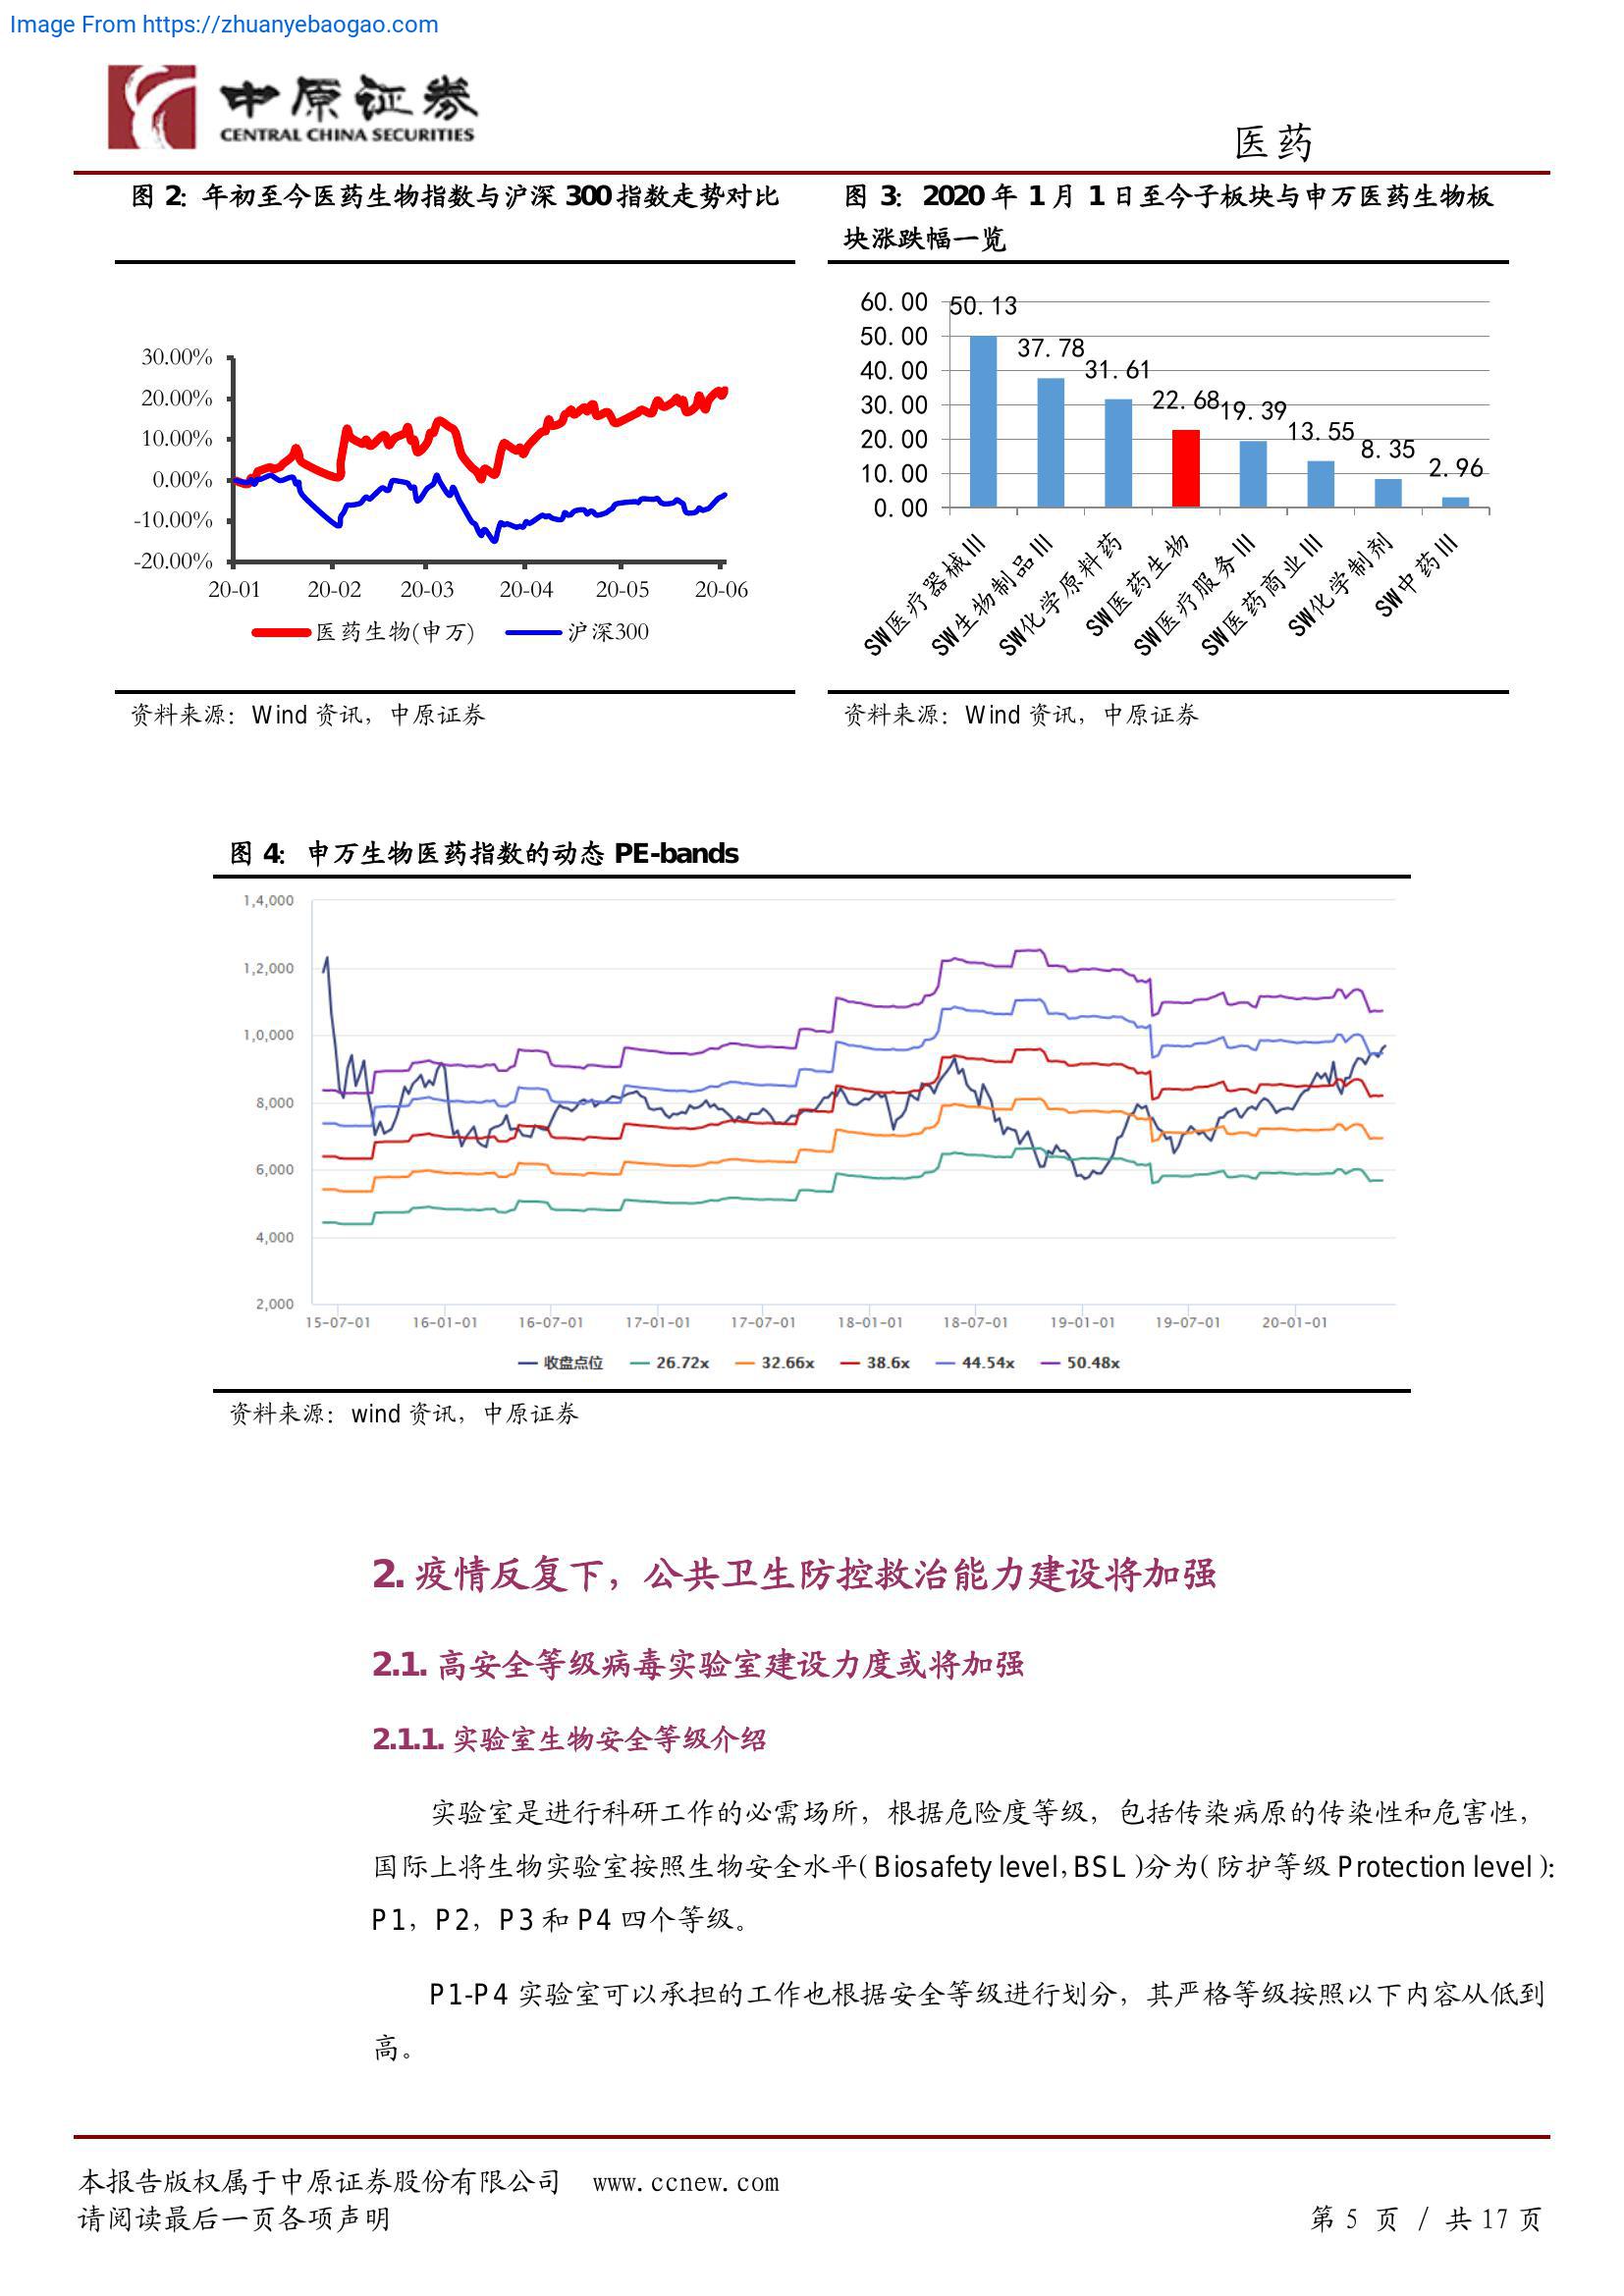 Image From https://zhuanyebaogao.com
中原证券
CENTRAL CHINA SECURITIES
医药
图 2: 年初至今医药生物指数与沪深 300 指数走势对比
30.00%
20.00%
10.00%
0.00%
-10.00%
-20.00%
20-01 20-02 20-03 20-04 20-05 20-06
医药生物(申万) 沪深300
资料来源: Wind 资讯, 中原证券
图 3: 2020 年 1 月 1 日至今子板块与申万医药生物板
块涨跌幅一览
60.00
50.00
40.00
30.00
20.00
10.00
0.00
50.13
37.78
31.61
22.68
19.39
13.55
8.35
2.96
SW医疗器械III
SW生物制品III
SW化学原料药
SW医药生物
SW医疗服务III
SW医药商业III
SW化学制剂
SW中药III
资料来源: Wind 资讯, 中原证券
图 4: 申万生物医药指数的动态 PE-bands
1,4,000
1,2,000
1,0,000
8,000
6,000
4,000
2,000
15-07-01 16-01-01 16-07-01 17-01-01 17-07-01 18-01-01 18-07-01 19-01-01 19-07-01 20-01-01
收盘点位 26.72x 32.66x 38.6x 44.54x 50.48x
资料来源: wind 资讯, 中原证券
2. 疫情反复下, 公共卫生防控救治能力建设将加强
2.1. 高安全等级病毒实验室建设力度或将加强
2.1.1. 实验室生物安全等级介绍
实验室是进行科研工作的必需场所, 根据危险度等级, 包括传染病原的传染性和危害性,
国际上将生物实验室按照生物安全水平( Biosafety level, BSL )分为( 防护等级 Protection level ):
P1, P2, P3 和 P4 四个等级。
P1-P4 实验室可以承担的工作也根据安全等级进行划分, 其严格等级按照以下内容从低到
高。
本报告版权属于中原证券股份有限公司 www.ccnew.com
请阅读最后一页各项声明
第 5 页 / 共 17 页